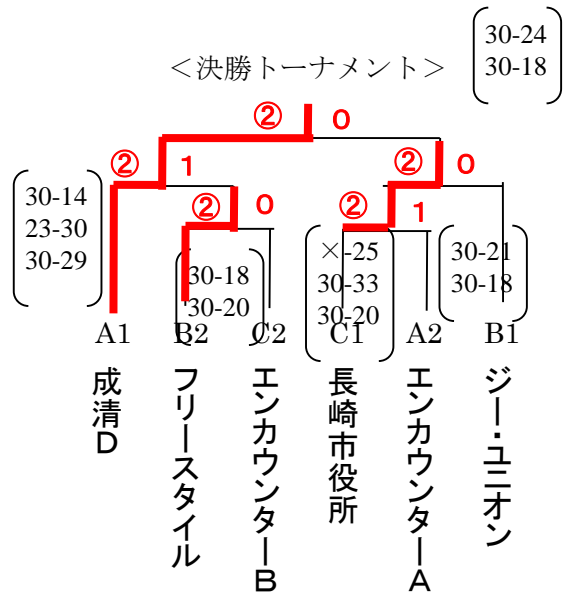 30-24
30-18
＜決勝トーナメント＞
② 0
② 1 ② 0
② 0 ② 1
30-14
23-30
30-29
30-18
30-20
×-25
30-33
30-20
30-21
30-18
A1 B2 C2 C1 A2 B1
成清D
フリースタイル
エンカウンターB
長崎市役所
エンカウンターA
ジー・ユニオン